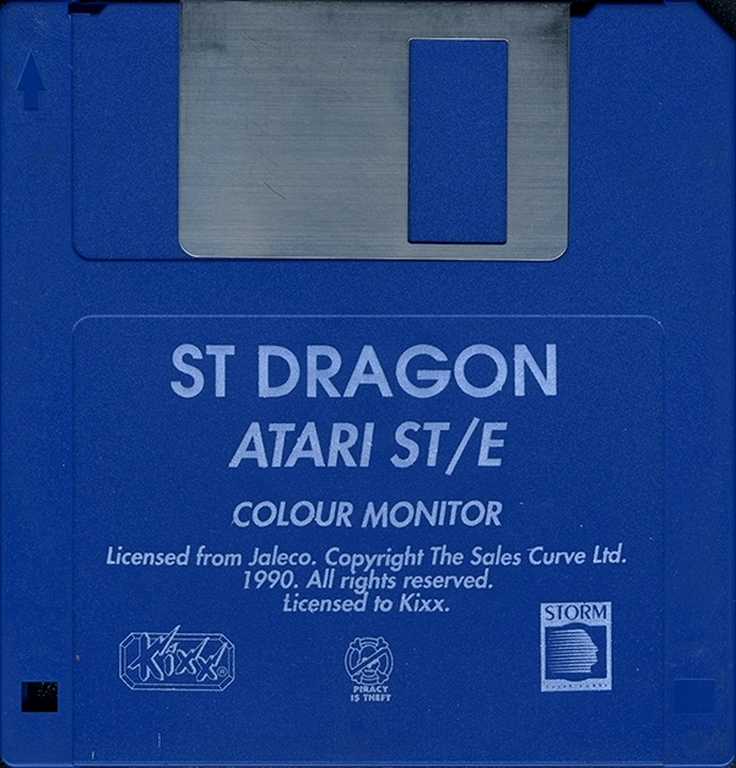 ST DRAGON
ATARI ST/E
COLOUR MONITOR
Licensed from Jaleco. Copyright The Sales Curve Ltd.
1990. All rights reserved.
Licensed to Kixx.
STORM
Kixx!®
PIRACY
IS THEFT